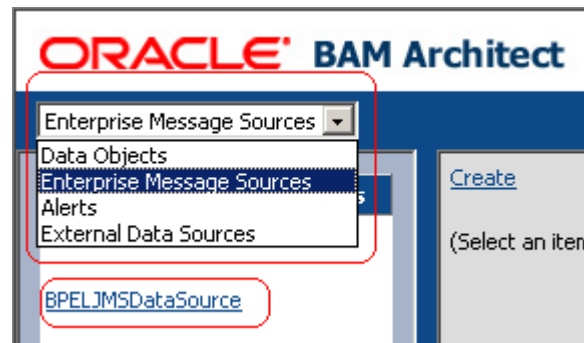 ORACLE BAM Architect
Enterprise Message Sources
Data Objects
Enterprise Message Sources
Alerts
External Data Sources
Create
(Select an item
BPELJMSDataSource